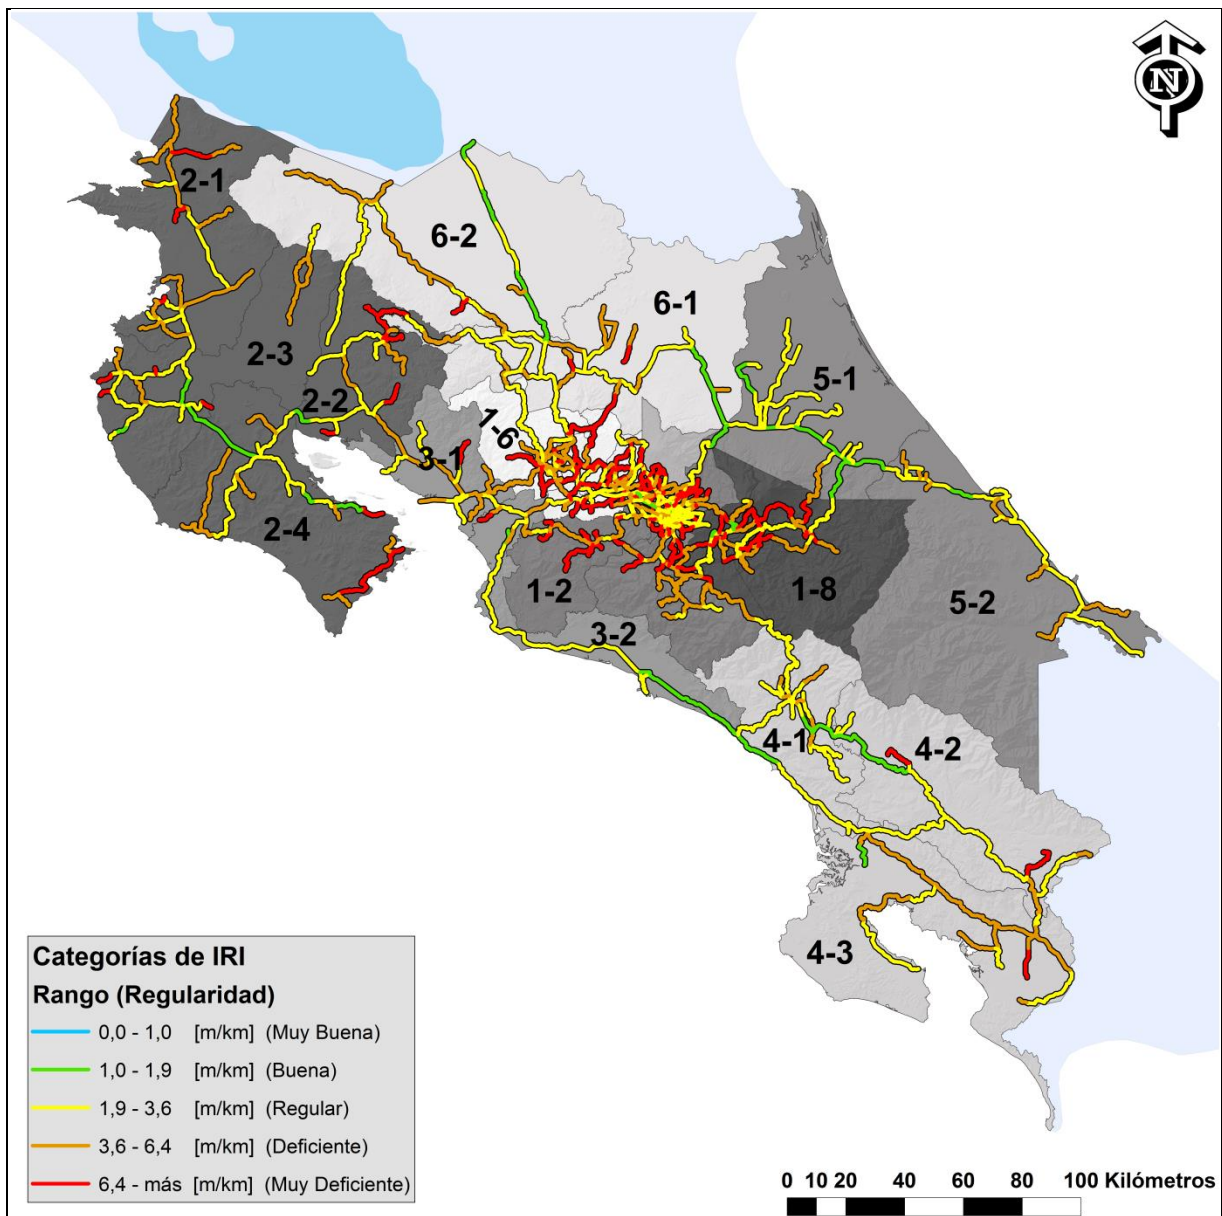 N
2-1
6-2
6-1
2-3
5-1
2-2
1-6
3-1
2-4
1-2
1-8
5-2
3-2
4-1
4-2
4-3
Categorías de IRI
Rango (Regularidad)
0,0 - 1,0 [m/km] (Muy Buena)
1,0 - 1,9 [m/km] (Buena)
1,9 - 3,6 [m/km] (Regular)
3,6 - 6,4 [m/km] (Deficiente)
6,4 - más [m/km] (Muy Deficiente)
0 10 20 40 60 80 100 Kilómetros